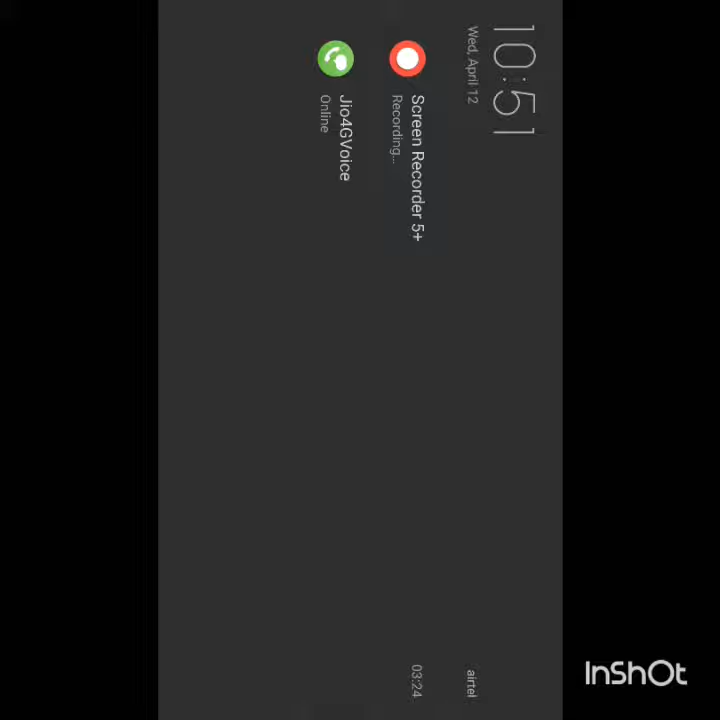 10:51
Wed, April 12
airtel
Screen Recorder 5+
03:24
Recording...
Jio4GVoice
Online
InShOt